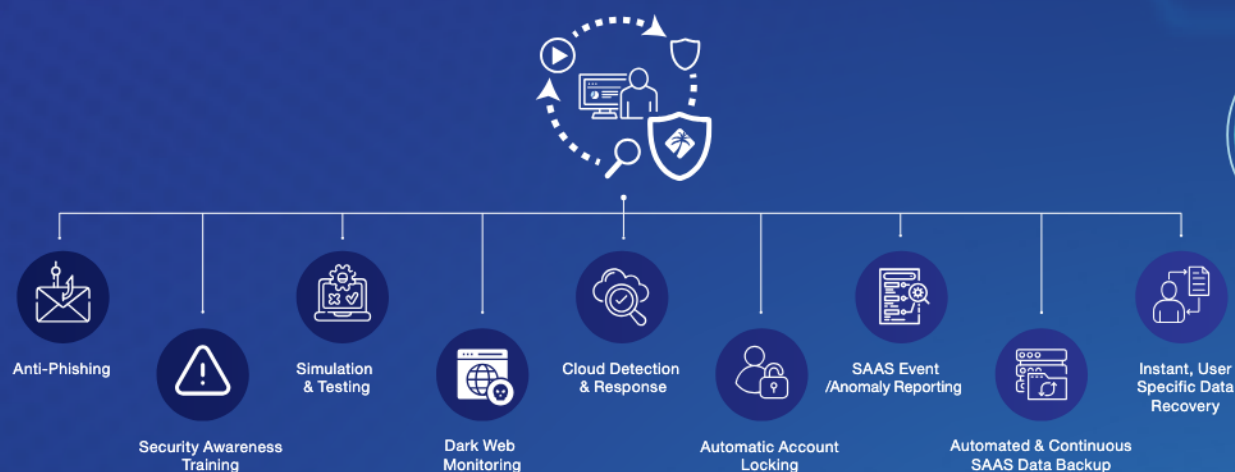 Anti-Phishing
Security Awareness
Training
Simulation
& Testing
Dark Web
Monitoring
Cloud Detection
& Response
Automatic Account
Locking
SAAS Event
/Anomaly Reporting
Automated & Continuous
SAAS Data Backup
Instant, User
Specific Data
Recovery